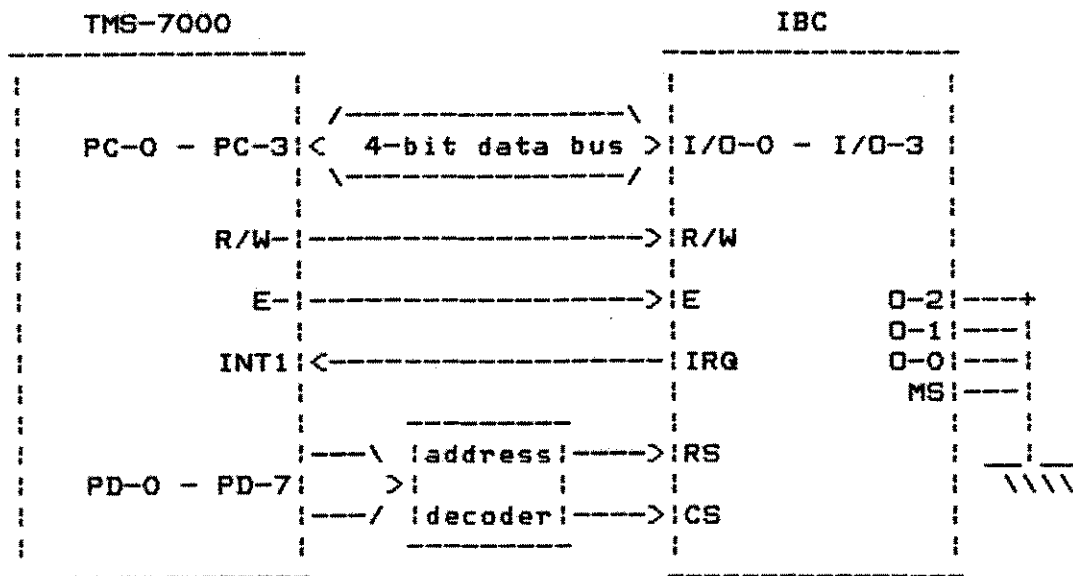 TMS-7000 IBC
PC-0 - PC-3 4-bit data bus I/O-0 - I/O-3
R/W- R/W
E- E O-2
O-1
INT1 IRQ O-0
MS
address RS
PD-0 - PD-7
decoder CS